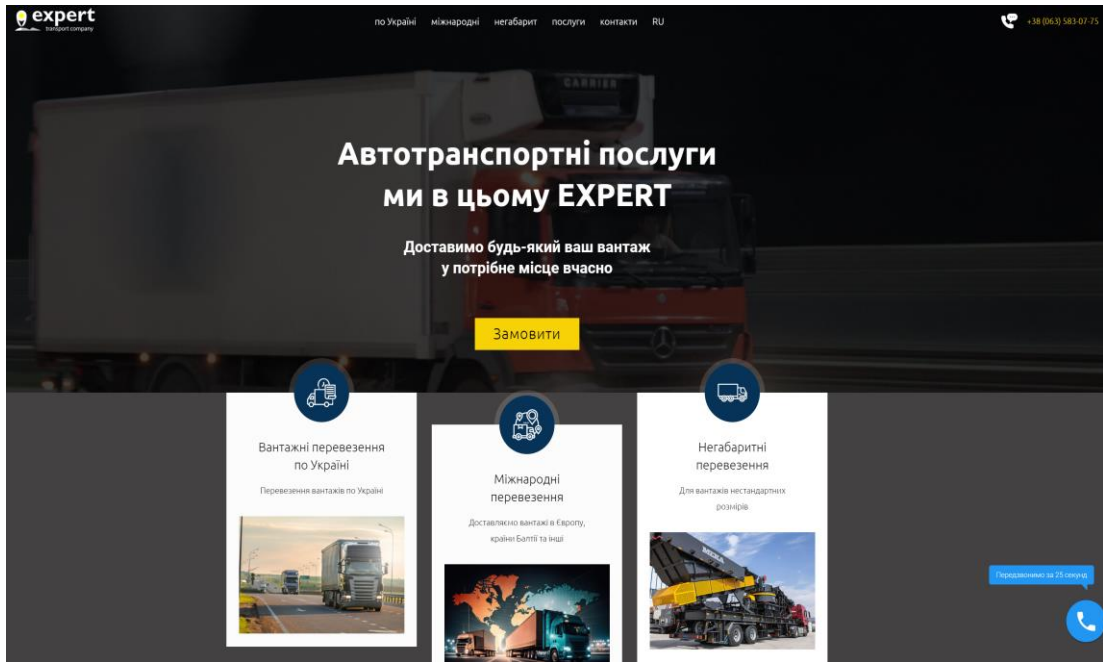 expert
transport company
по Україні міжнародні негабарит послуги контакти RU
+38 (063) 583-07-75
CARRIER
Автотранспортні послуги
ми в цьому EXPERT
Доставимо будь-який ваш вантаж
у потрібне місце вчасно
Замовити
Вантажні перевезення
по Україні
Перевезення вантажів по Україні
Міжнародні
перевезення
Доставляємо вантажі в Європу,
країни Балтії та інші
Негабаритні
перевезення
Для вантажів нестандартних
розмірів
MEKA
Передзвонимо за 25 секунд